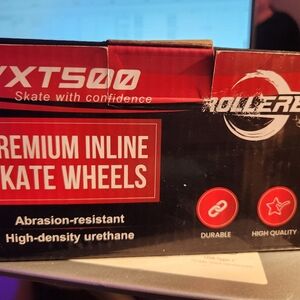 VXT500
Skate with confidence
ROLLERE
REMIUM INLINE
KATE WHEELS
Abrasion-resistant
High-density urethane
DURABLE
HIGH QUALITY